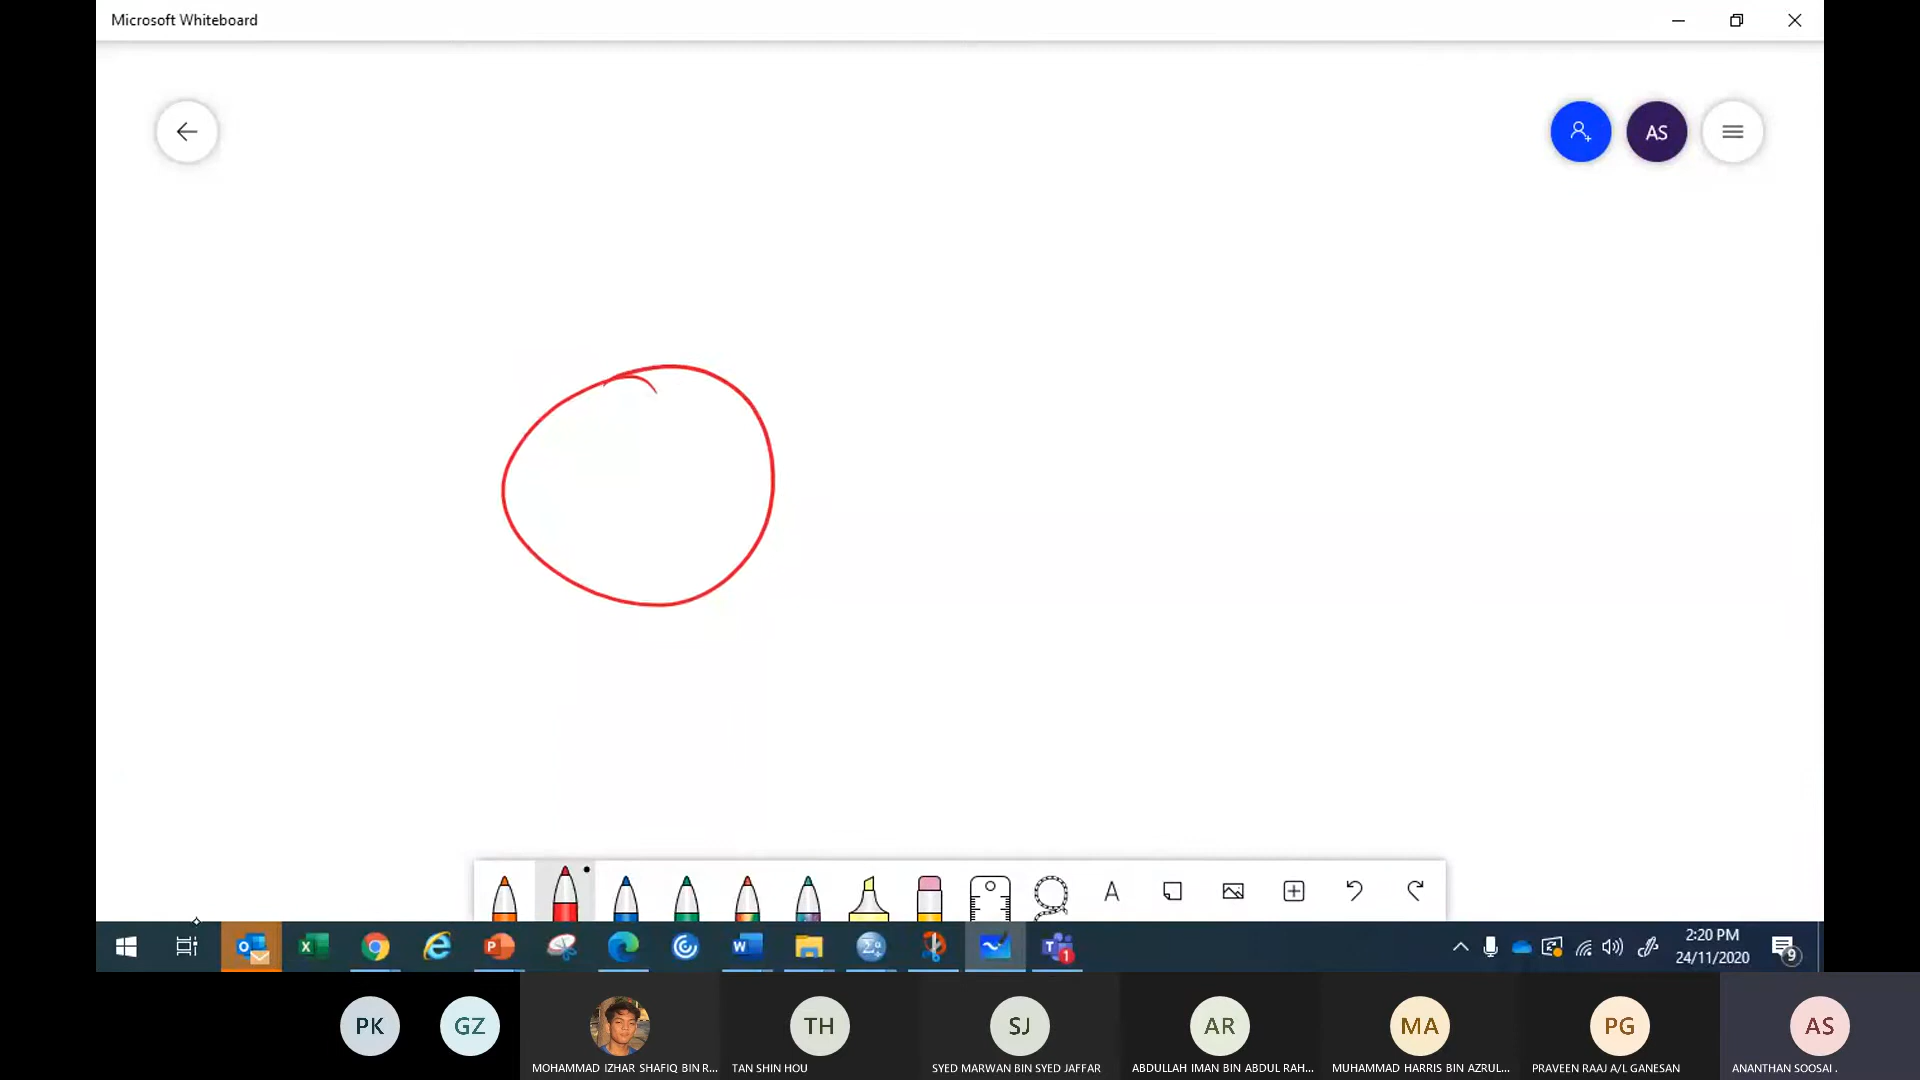 Microsoft Whiteboard
AS
A
2:20 PM
24/11/2020
9
1
PK
GZ
TH
SJ
AR
MA
PG
AS
MOHAMMAD IZHAR SHAFIQ BIN R...
TAN SHIN HOU
SYED MARWAN BIN SYED JAFFAR
ABDULLAH IMAN BIN ABDUL RAH...
MUHAMMAD HARRIS BIN AZRUL...
PRAVEEN RAAJ A/L GANESAN
ANANTHAN SOOSAI .